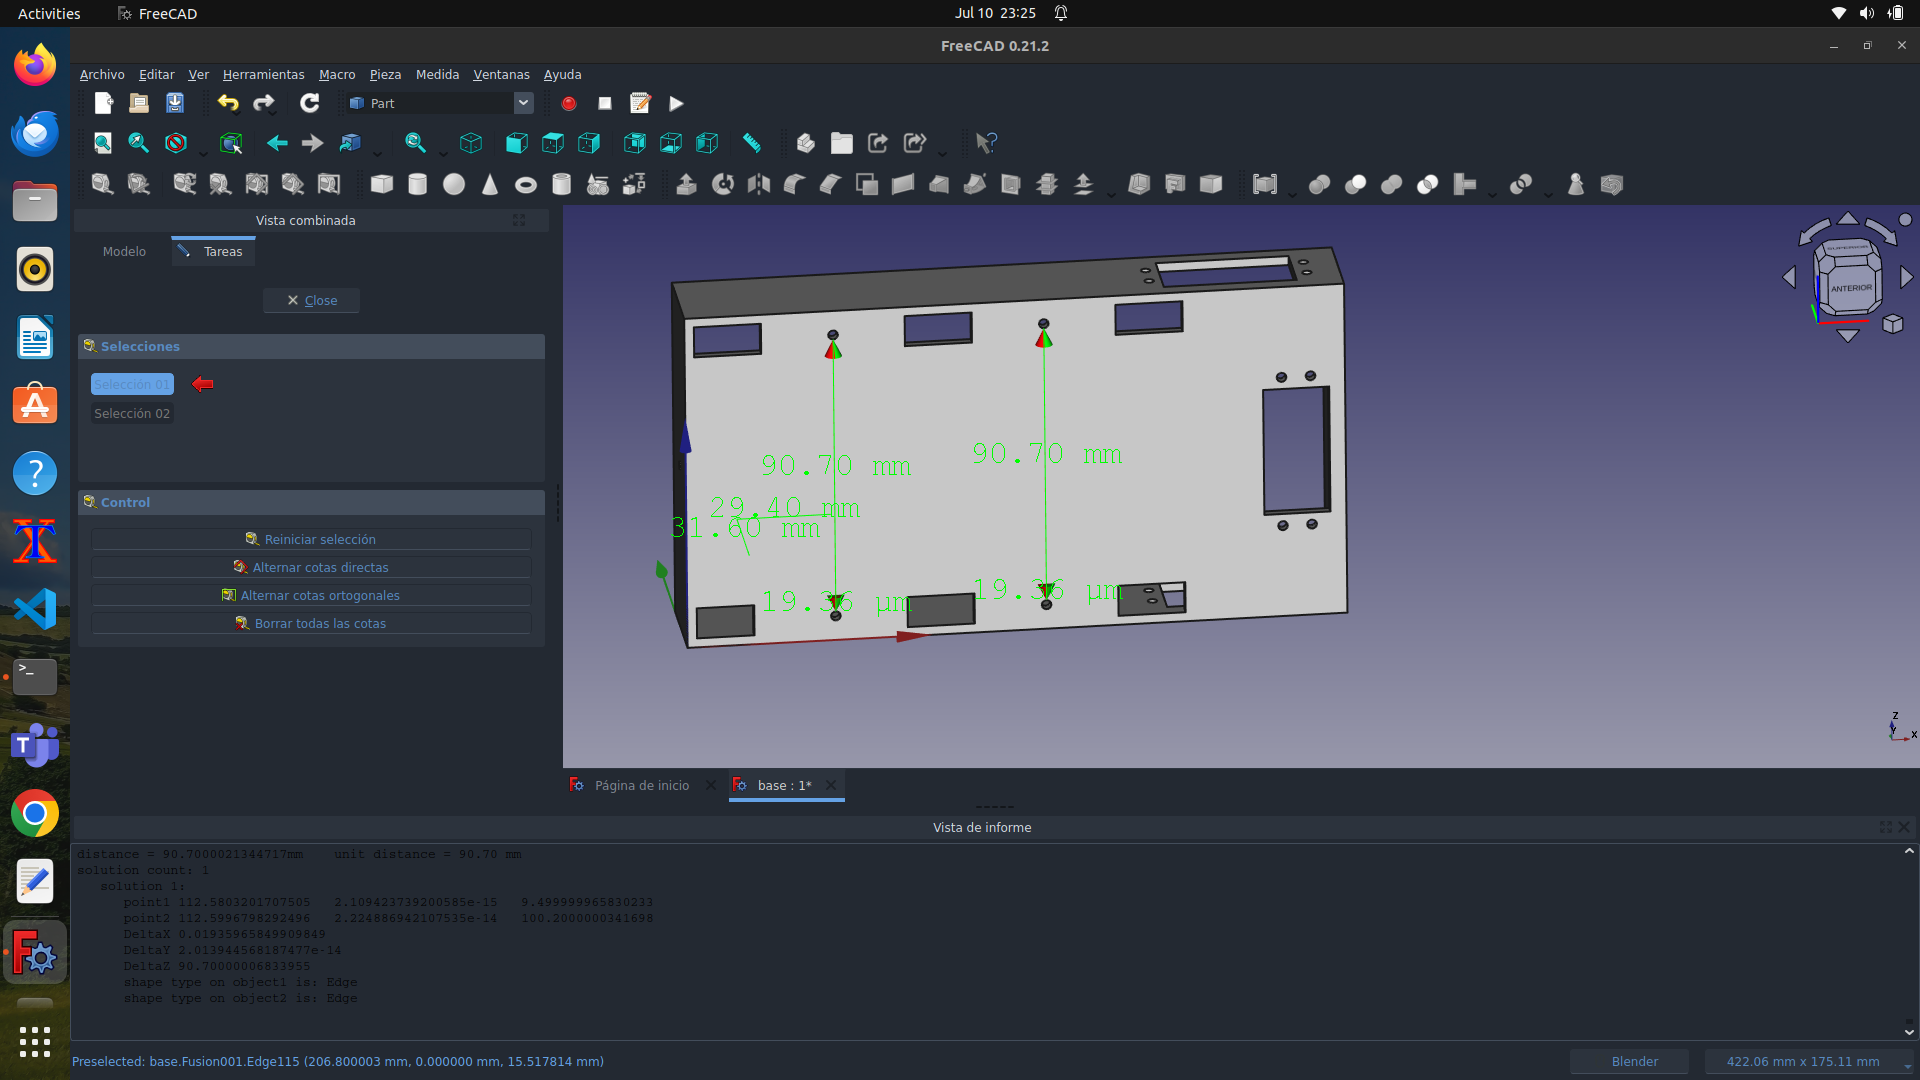 Activities
FreeCAD
Jul 10 23:25
FreeCAD 0.21.2
Archivo Editar Ver Herramientas Macro Pieza Medida Ventanas Ayuda
Part
Vista combinada
Modelo
Tareas
Close
Selecciones
Selección 01
Selección 02
Control
Reiniciar selección
Alternar cotas directas
Alternar cotas ortogonales
Borrar todas las cotas
90.70 mm
90.70 mm
29.40 mm
31.60 mm
19.36 µm
19.36 µm
ANTERIOR
Z
Y
X
Página de inicio
base : 1*
Vista de informe
distance = 90.7000021344717mm unit distance = 90.70 mm
solution count: 1
solution 1:
point1 112.5803201707505 2.109423739200585e-15 9.499999965830233
point2 112.5996798292496 2.224886942107535e-14 100.2000000341698
DeltaX 0.01935965849909849
DeltaY 2.013944568187477e-14
DeltaZ 90.70000006833955
shape type on object1 is: Edge
shape type on object2 is: Edge
Preselected: base.Fusion001.Edge115 (206.800003 mm, 0.000000 mm, 15.517814 mm)
Blender
422.06 mm x 175.11 mm